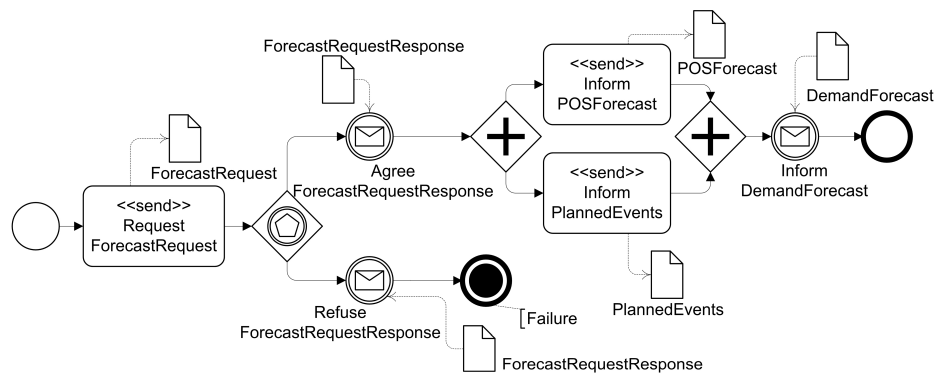 ForecastRequestResponse
<<send>>
Inform
POSForecast
POSForecast
DemandForecast
ForecastRequest
Agree
ForecastRequestResponse
Inform
DemandForecast
<<send>>
Request
ForecastRequest
<<send>>
Inform
PlannedEvents
Refuse
ForecastRequestResponse
Failure
PlannedEvents
ForecastRequestResponse